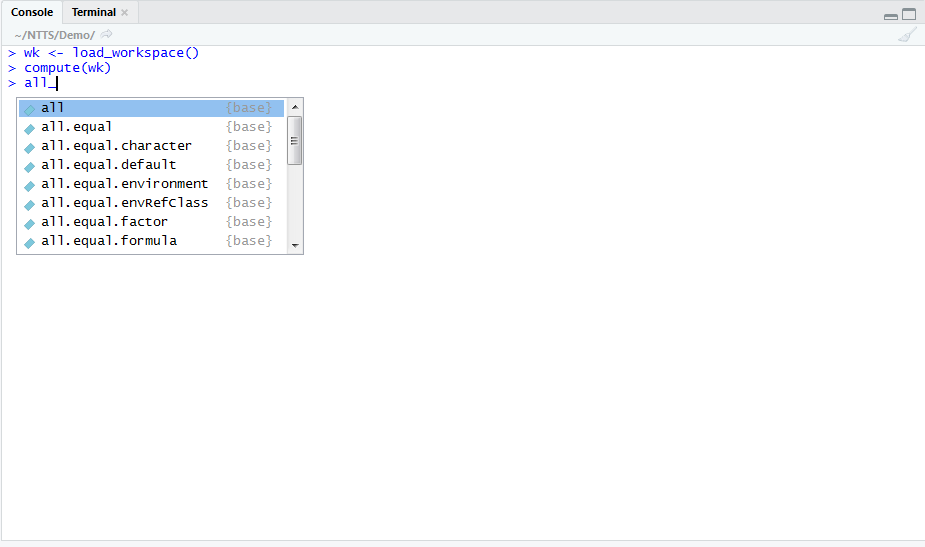 Console Terminal
~/NTTS/Demo/
> wk <- load_workspace()
> compute(wk)
> all_
all {base}
all.equal {base}
all.equal.character {base}
all.equal.default {base}
all.equal.environment {base}
all.equal.envRefClass {base}
all.equal.factor {base}
all.equal.formula {base}